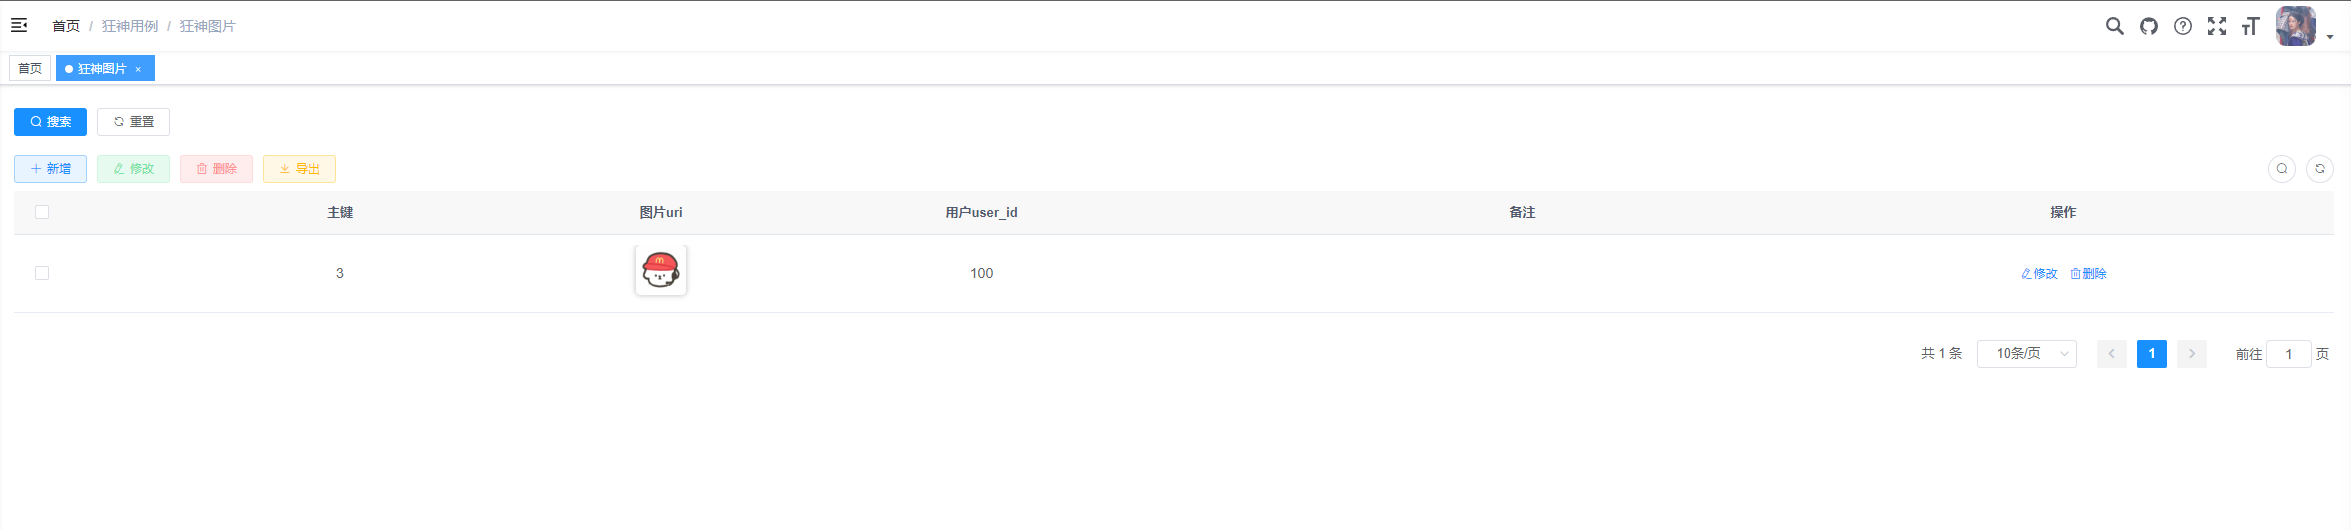 首页 / 狂神用例 / 狂神图片
首页 狂神图片 ×
搜索 重置
新增 修改 删除 导出
主键 图片uri 用户user_id 备注 操作
3 m 100 修改 删除
共 1 条 10条/页 1 前往 1 页